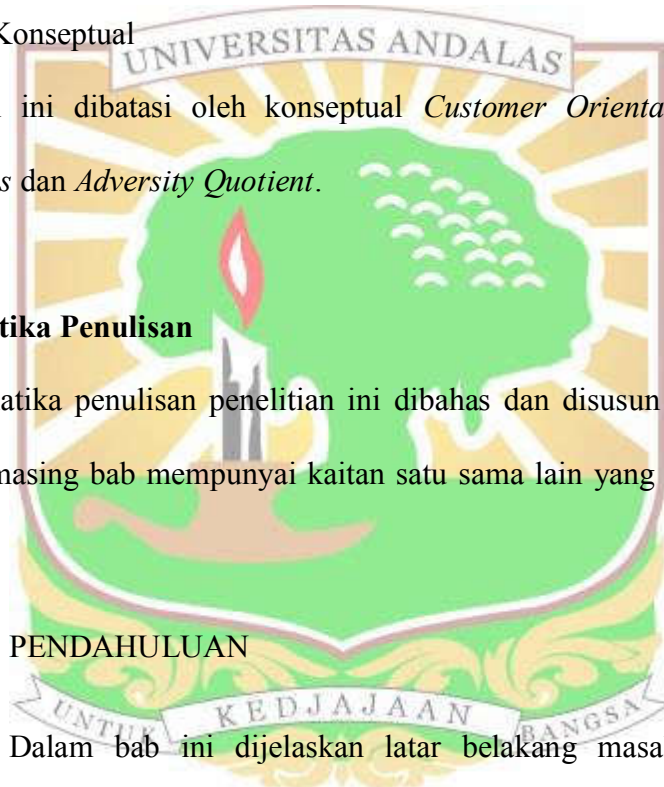 Konseptual
UNIVERSITAS ANDALAS
ini dibatasi oleh konseptual Customer Orienta
s dan Adversity Quotient.
tika Penulisan
atika penulisan penelitian ini dibahas dan disusun
masing bab mempunyai kaitan satu sama lain yang
PENDAHULUAN
UNTUK KEDJAJAAN BANGSA
Dalam bab ini dijelaskan latar belakang masa